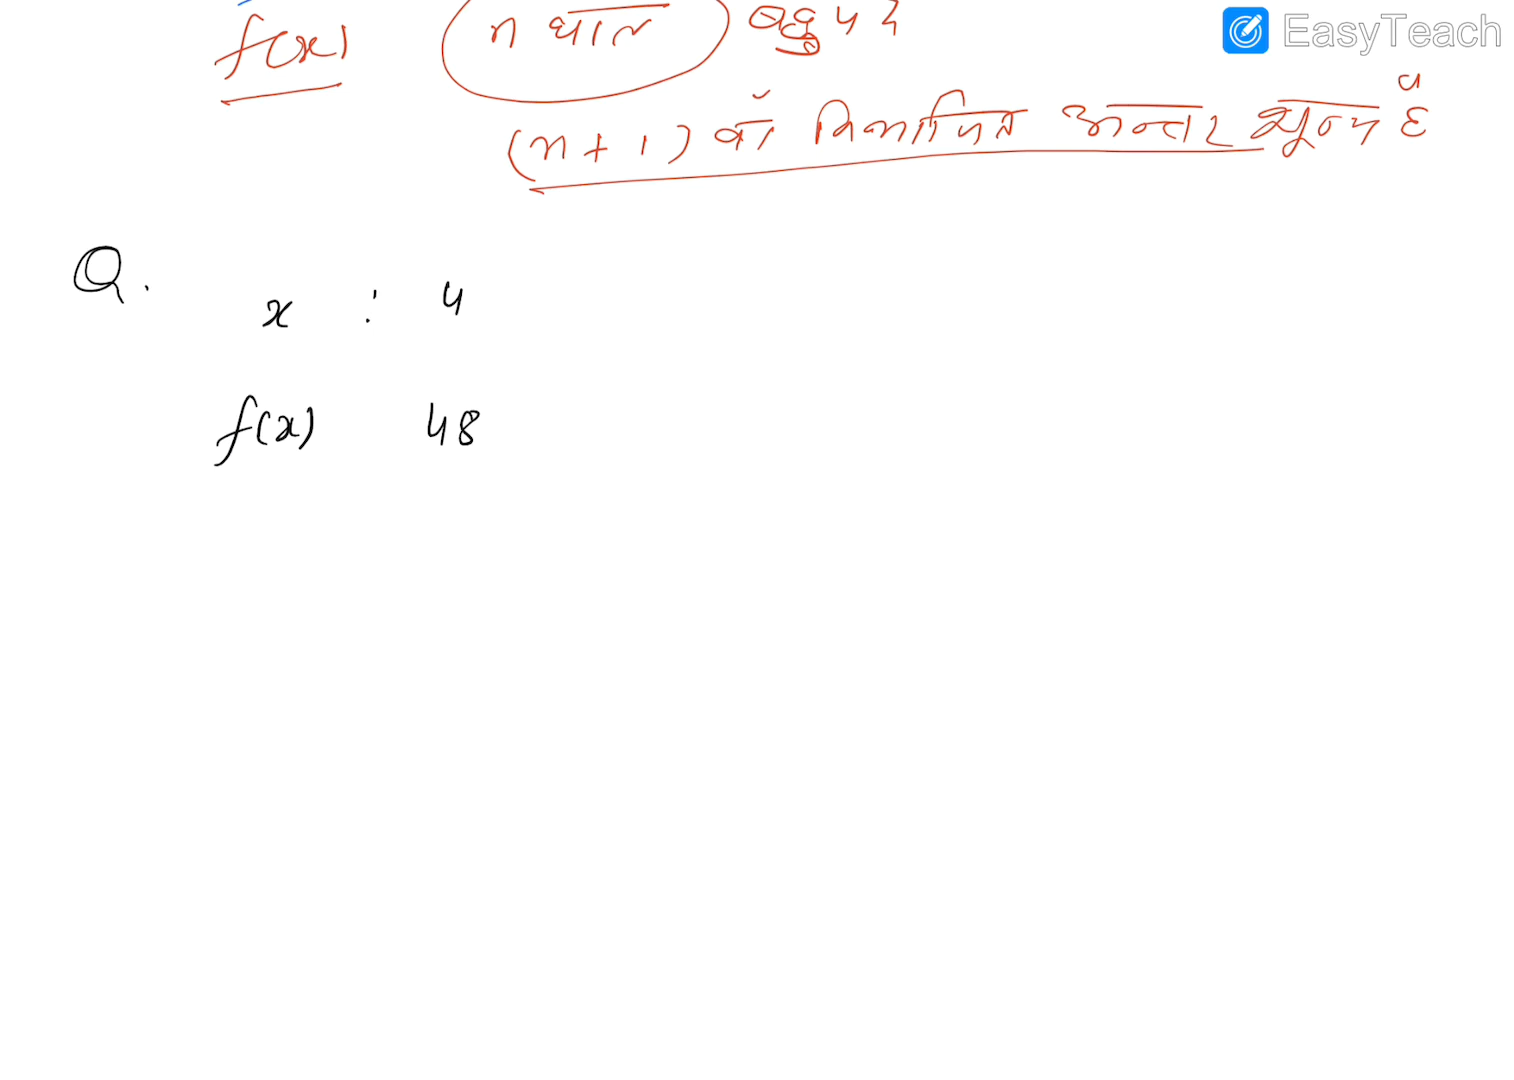 f(x) n घात बहुपद
EasyTeach
(n+1) वाँ विभाजित अन्तर शून्य है
Q.
x : 4
f(x) 48